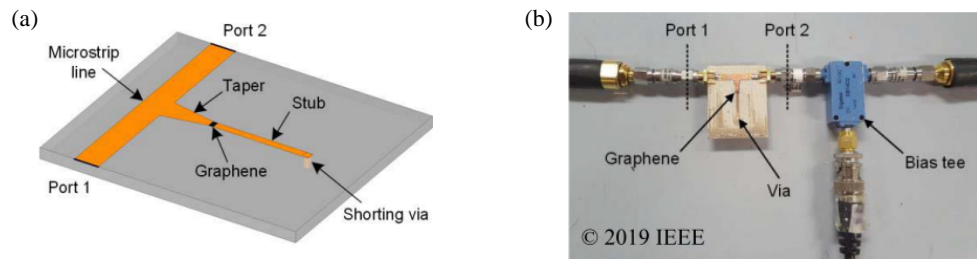 (a)
Port 2
Microstrip
line
Taper
Stub
Graphene
Port 1
Shorting via
(b)
Port 1
Port 2
Graphene
Via
Bias tee
© 2019 IEEE